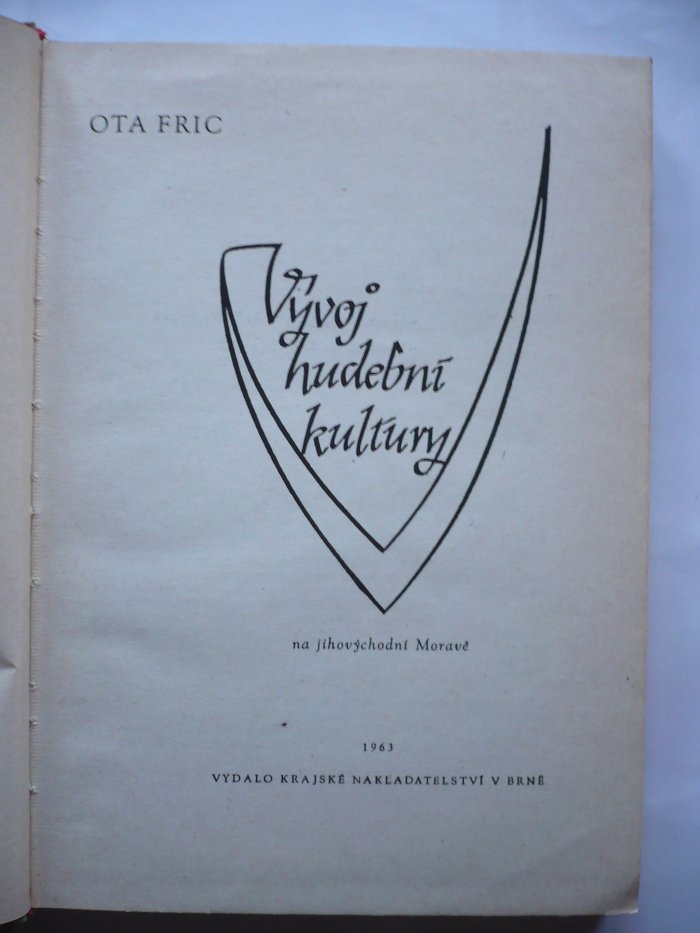 OTA FRIC
Vývoj
hudební
kultury
na jihovýchodní Moravě
1963
VYDALO KRAJSKÉ NAKLADATELSTVÍ V BRNĚ